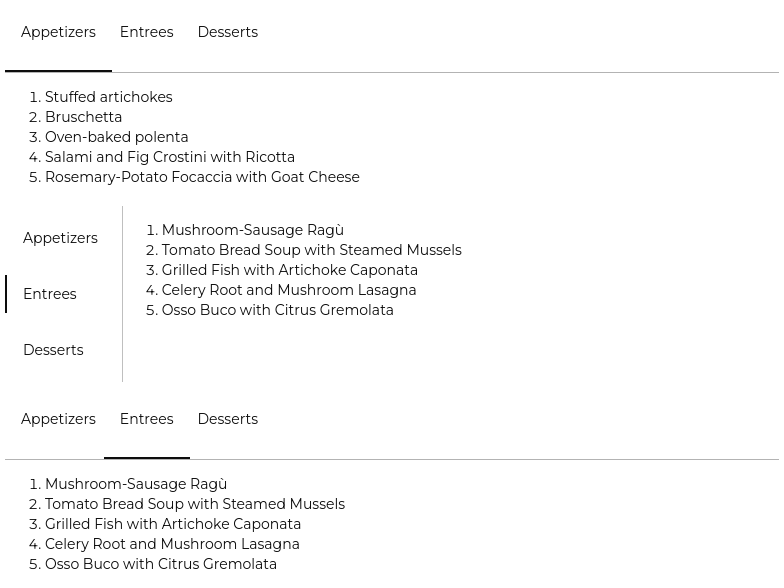 Appetizers Entrees Desserts
1. Stuffed artichokes
2. Bruschetta
3. Oven-baked polenta
4. Salami and Fig Crostini with Ricotta
5. Rosemary-Potato Focaccia with Goat Cheese
Appetizers
Entrees
Desserts
1. Mushroom-Sausage Ragù
2. Tomato Bread Soup with Steamed Mussels
3. Grilled Fish with Artichoke Caponata
4. Celery Root and Mushroom Lasagna
5. Osso Buco with Citrus Gremolata
Appetizers Entrees Desserts
1. Mushroom-Sausage Ragù
2. Tomato Bread Soup with Steamed Mussels
3. Grilled Fish with Artichoke Caponata
4. Celery Root and Mushroom Lasagna
5. Osso Buco with Citrus Gremolata